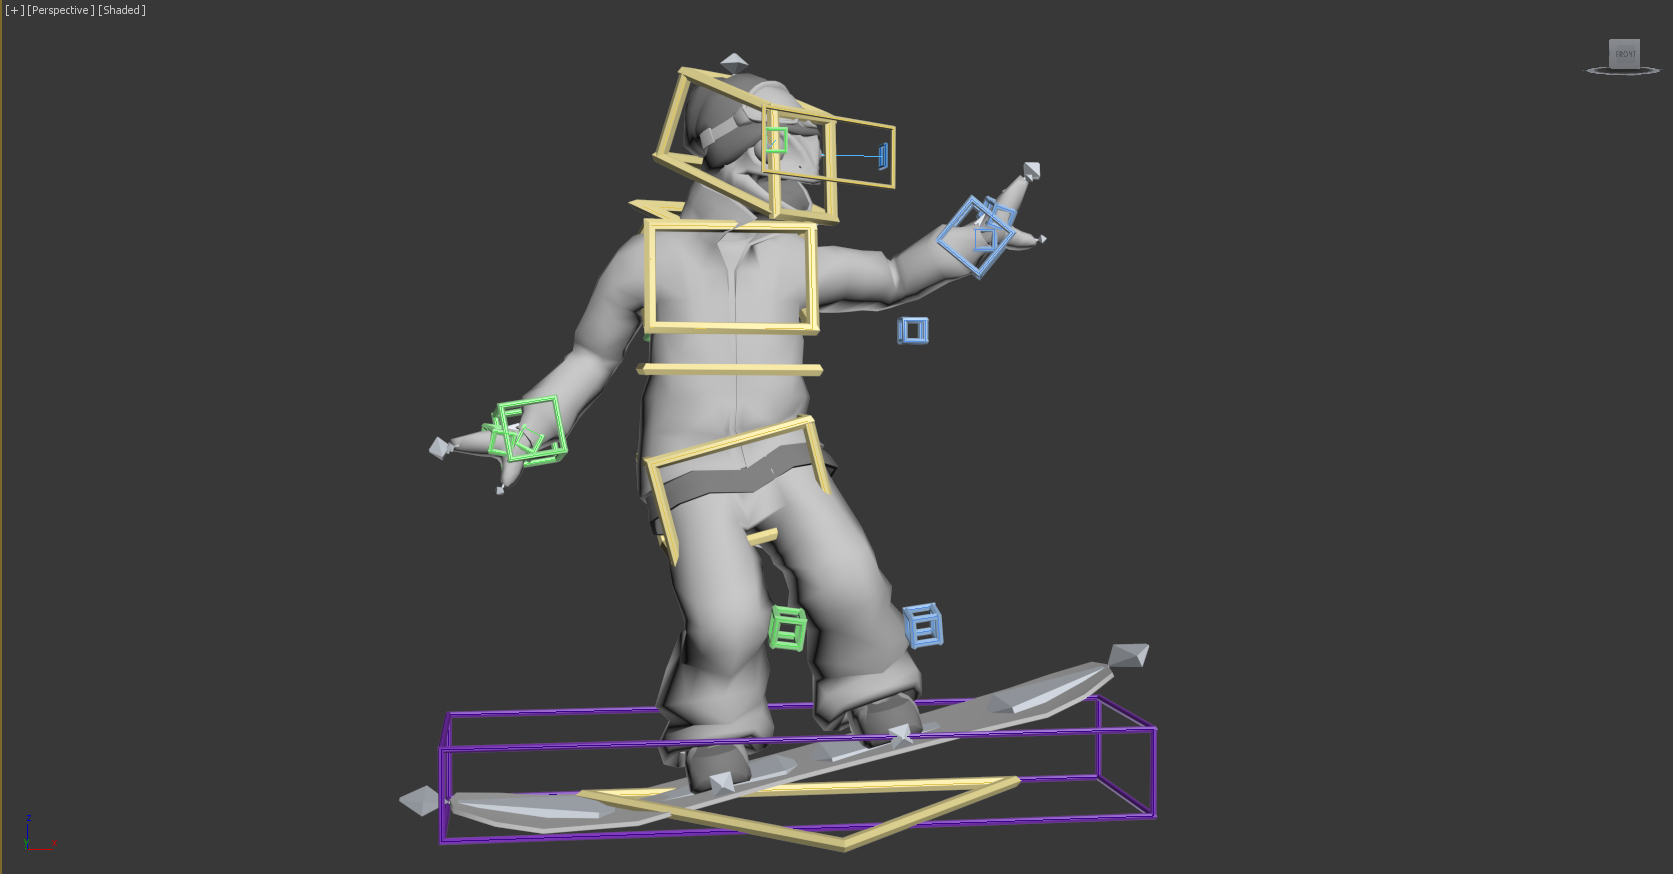 [+] [Perspective ] [Shaded ]
FRONT
z
y
x